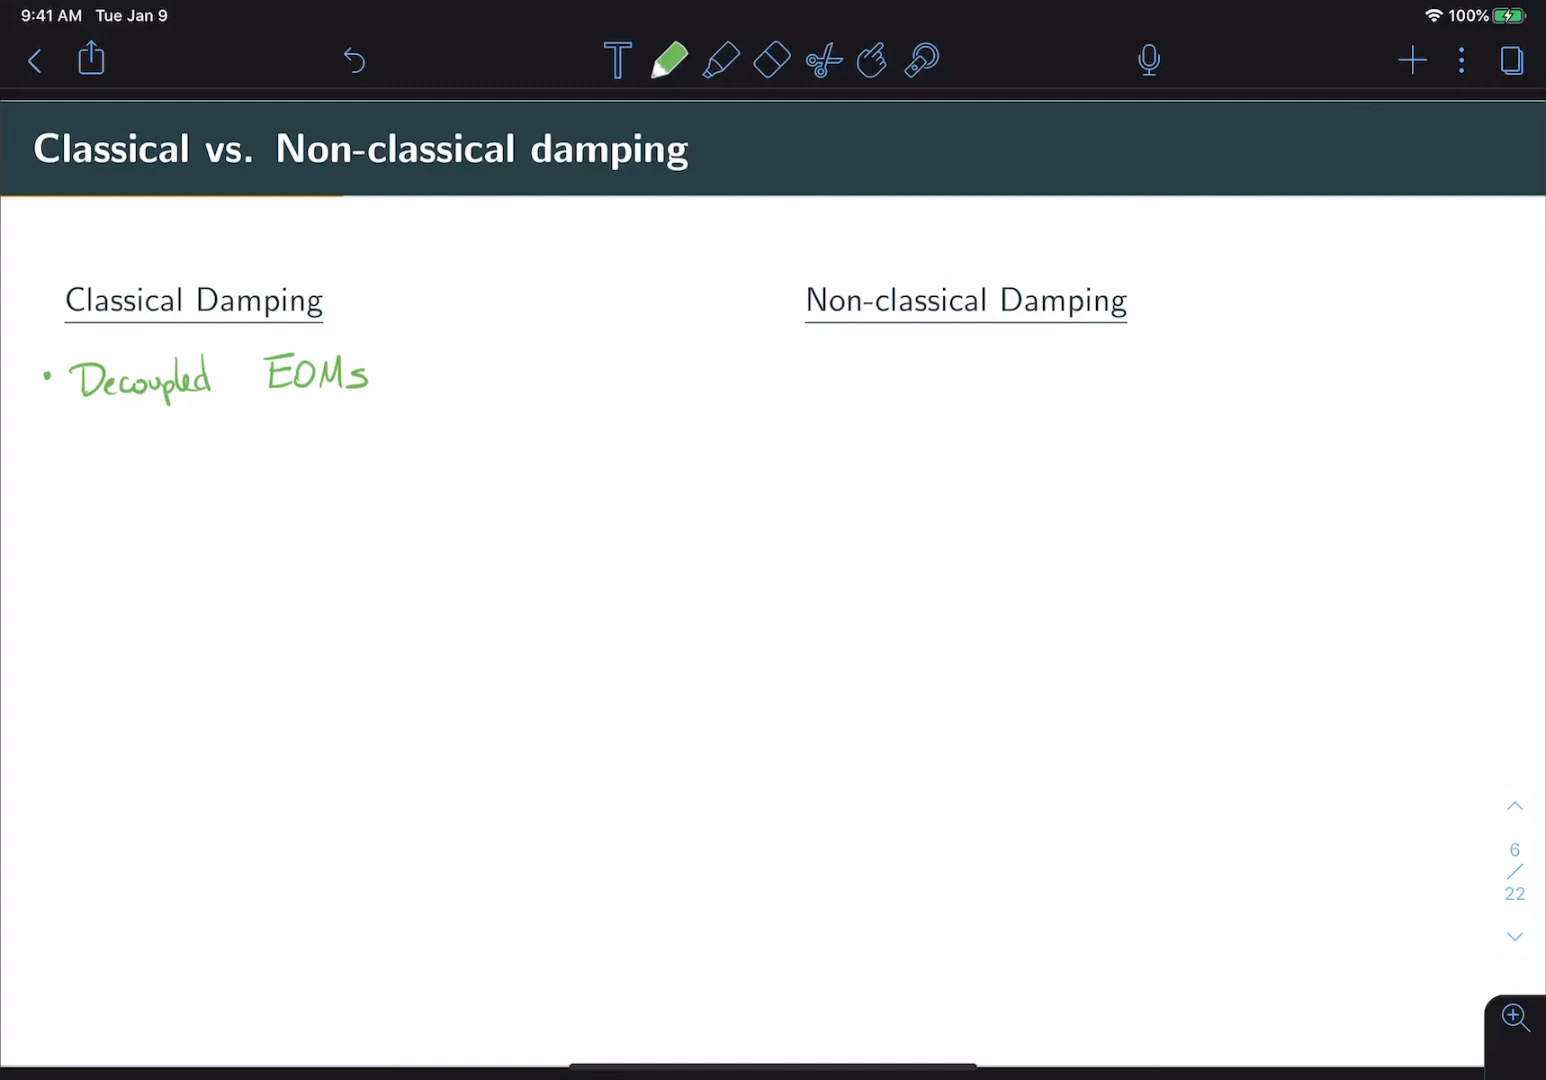 9:41 AM Tue Jan 9
100%
Classical vs. Non-classical damping
Classical Damping
Non-classical Damping
• Decoupled EOMs
6
/
22